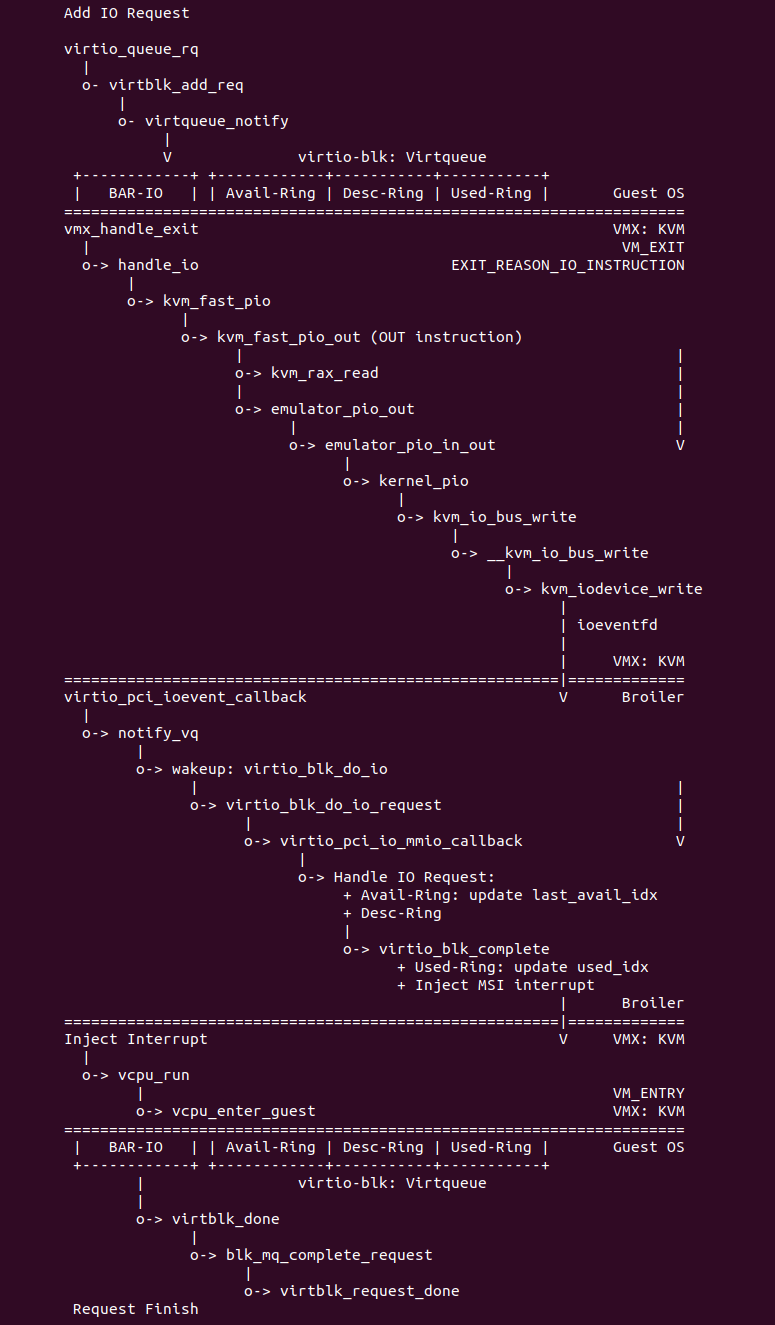 Add IO Request
virtio_queue_rq
|
o- virtblk_add_req
|
o- virtqueue_notify
|
V virtio-blk: Virtqueue
+------------+ +------------+-----------+-----------+
| BAR-IO | | Avail-Ring | Desc-Ring | Used-Ring | Guest OS
=====================================================================
vmx_handle_exit VMX: KVM
| VM_EXIT
o-> handle_io EXIT_REASON_IO_INSTRUCTION
|
o-> kvm_fast_pio
|
o-> kvm_fast_pio_out (OUT instruction)
| |
o-> kvm_rax_read |
| |
o-> emulator_pio_out |
| |
o-> emulator_pio_in_out V
|
o-> kernel_pio
|
o-> kvm_io_bus_write
|
o-> __kvm_io_bus_write
|
o-> kvm_iodevice_write
|
| ioeventfd
|
| VMX: KVM
=======================================================|=============
virtio_pci_ioevent_callback V Broiler
|
o-> notify_vq
|
o-> wakeup: virtio_blk_do_io
| |
o-> virtio_blk_do_io_request |
| |
o-> virtio_pci_io_mmio_callback V
|
o-> Handle IO Request:
+ Avail-Ring: update last_avail_idx
+ Desc-Ring
|
o-> virtio_blk_complete
+ Used-Ring: update used_idx
+ Inject MSI interrupt
| Broiler
=======================================================|=============
Inject Interrupt V VMX: KVM
|
o-> vcpu_run
| VM_ENTRY
o-> vcpu_enter_guest VMX: KVM
=====================================================================
| BAR-IO | | Avail-Ring | Desc-Ring | Used-Ring | Guest OS
+------------+ +------------+-----------+-----------+
| virtio-blk: Virtqueue
|
o-> virtblk_done
|
o-> blk_mq_complete_request
|
o-> virtblk_request_done
Request Finish